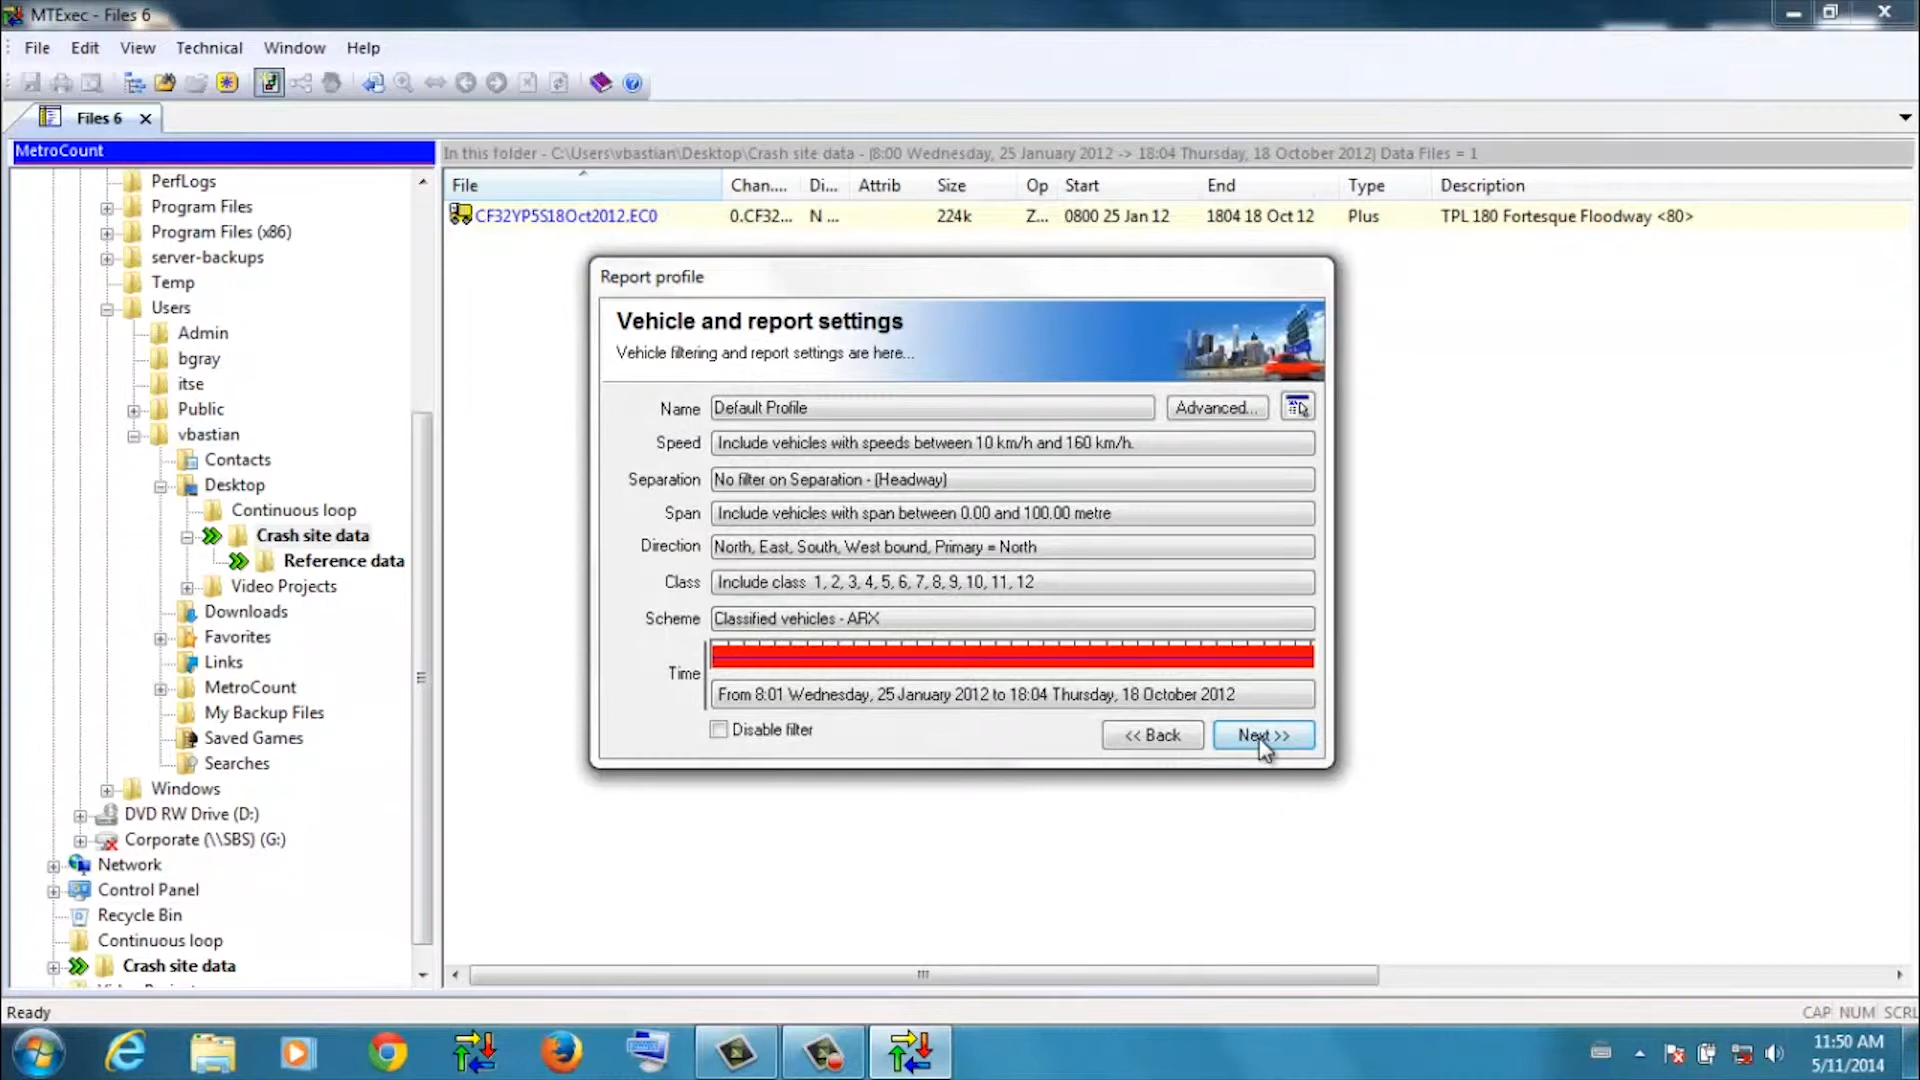 MTExec - Files 6
File Edit View Technical Window Help
Files 6
MetroCount
In this folder - C:\Users\vbastian\Desktop\Crash site data - (8:00 Wednesday, 25 January 2012 -> 18:04 Thursday, 18 October 2012) Data Files = 1
File Chan.... Di... Attrib Size Op Start End Type Description
CF32YP5S18Oct2012.EC0 0.CF32... N ... 224k Z... 0800 25 Jan 12 1804 18 Oct 12 Plus TPL 180 Fortesque Floodway <80>
PerfLogs
Program Files
Program Files (x86)
server-backups
Temp
Users
Admin
bgray
itse
Public
vbastian
Contacts
Desktop
Continuous loop
Crash site data
Reference data
Video Projects
Downloads
Favorites
Links
MetroCount
My Backup Files
Saved Games
Searches
Windows
DVD RW Drive (D:)
Corporate (\\SBS) (G:)
Network
Control Panel
Recycle Bin
Continuous loop
Crash site data
Report profile
Vehicle and report settings
Vehicle filtering and report settings are here...
Name Default Profile Advanced...
Speed Include vehicles with speeds between 10 km/h and 160 km/h.
Separation No filter on Separation - (Headway)
Span Include vehicles with span between 0.00 and 100.00 metre
Direction North, East, South, West bound, Primary = North
Class Include class 1, 2, 3, 4, 5, 6, 7, 8, 9, 10, 11, 12
Scheme Classified vehicles - ARX
Time
From 8:01 Wednesday, 25 January 2012 to 18:04 Thursday, 18 October 2012
Disable filter << Back Next >>
Ready CAP NUM SCRL
11:50 AM
5/11/2014